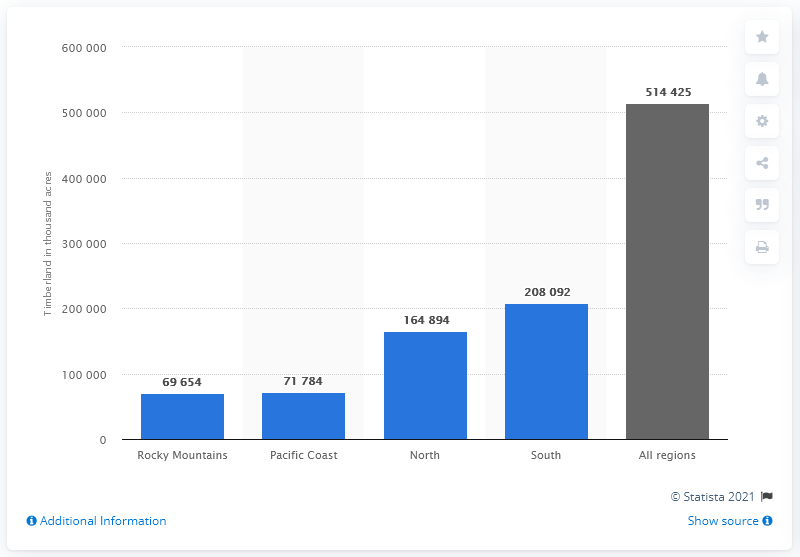 600 000
500 000
400 000
300 000
200 000
100 000
0
Timberland in thousand acres
69 654
71 784
164 894
208 092
514 425
Rocky Mountains
Pacific Coast
North
South
All regions
© Statista 2021
Additional Information
Show source